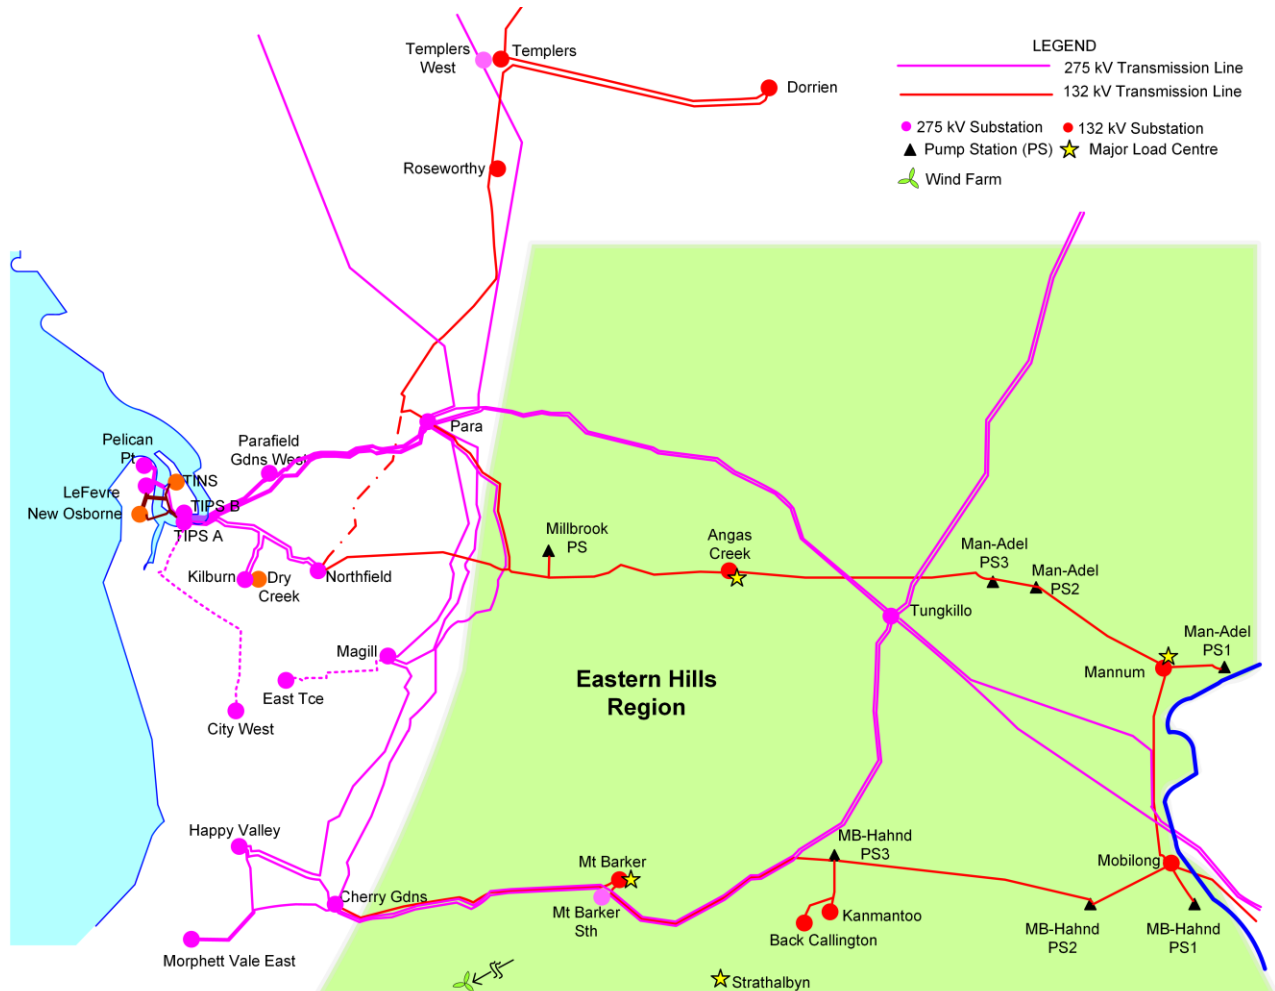 LEGEND
275 kV Transmission Line
132 kV Transmission Line
275 kV Substation
132 kV Substation
Pump Station (PS)
Major Load Centre
Wind Farm
Templers
West
Templers
Dorrien
Roseworthy
Para
Parafield
Gdns West
Pelican
Pt
TINS
LeFevre
New Osborne
TIPS B
TIPS A
Kilburn
Dry
Creek
Northfield
Millbrook
PS
Angas
Creek
Man-Adel
PS3
Man-Adel
PS2
Man-Adel
PS1
Tungkillo
Mannum
Magill
East Tce
City West
Eastern Hills
Region
Happy Valley
Cherry Gdns
Morphett Vale East
Mt Barker
Mt Barker
Sth
MB-Hahnd
PS3
Kanmantoo
Back Callington
Mobilong
MB-Hahnd
PS2
MB-Hahnd
PS1
Strathalbyn